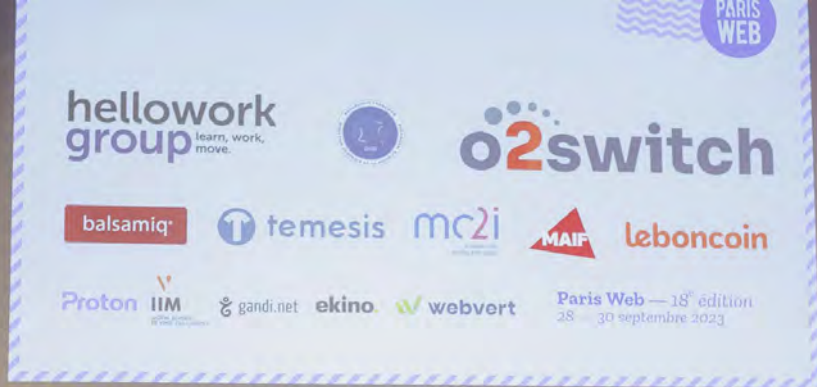 PARIS
WEB
hellowork
group learn, work,
move.
o2switch
balsamiq®
temesis
mc2i
MAIF
leboncoin
Proton
IIM
gandi.net
ekino.
webvert
Paris Web — 18e édition
28 — 30 septembre 2023